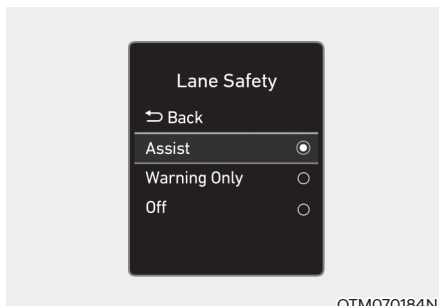 Lane Safety
Back
Assist
Warning Only
Off
OTM070184N